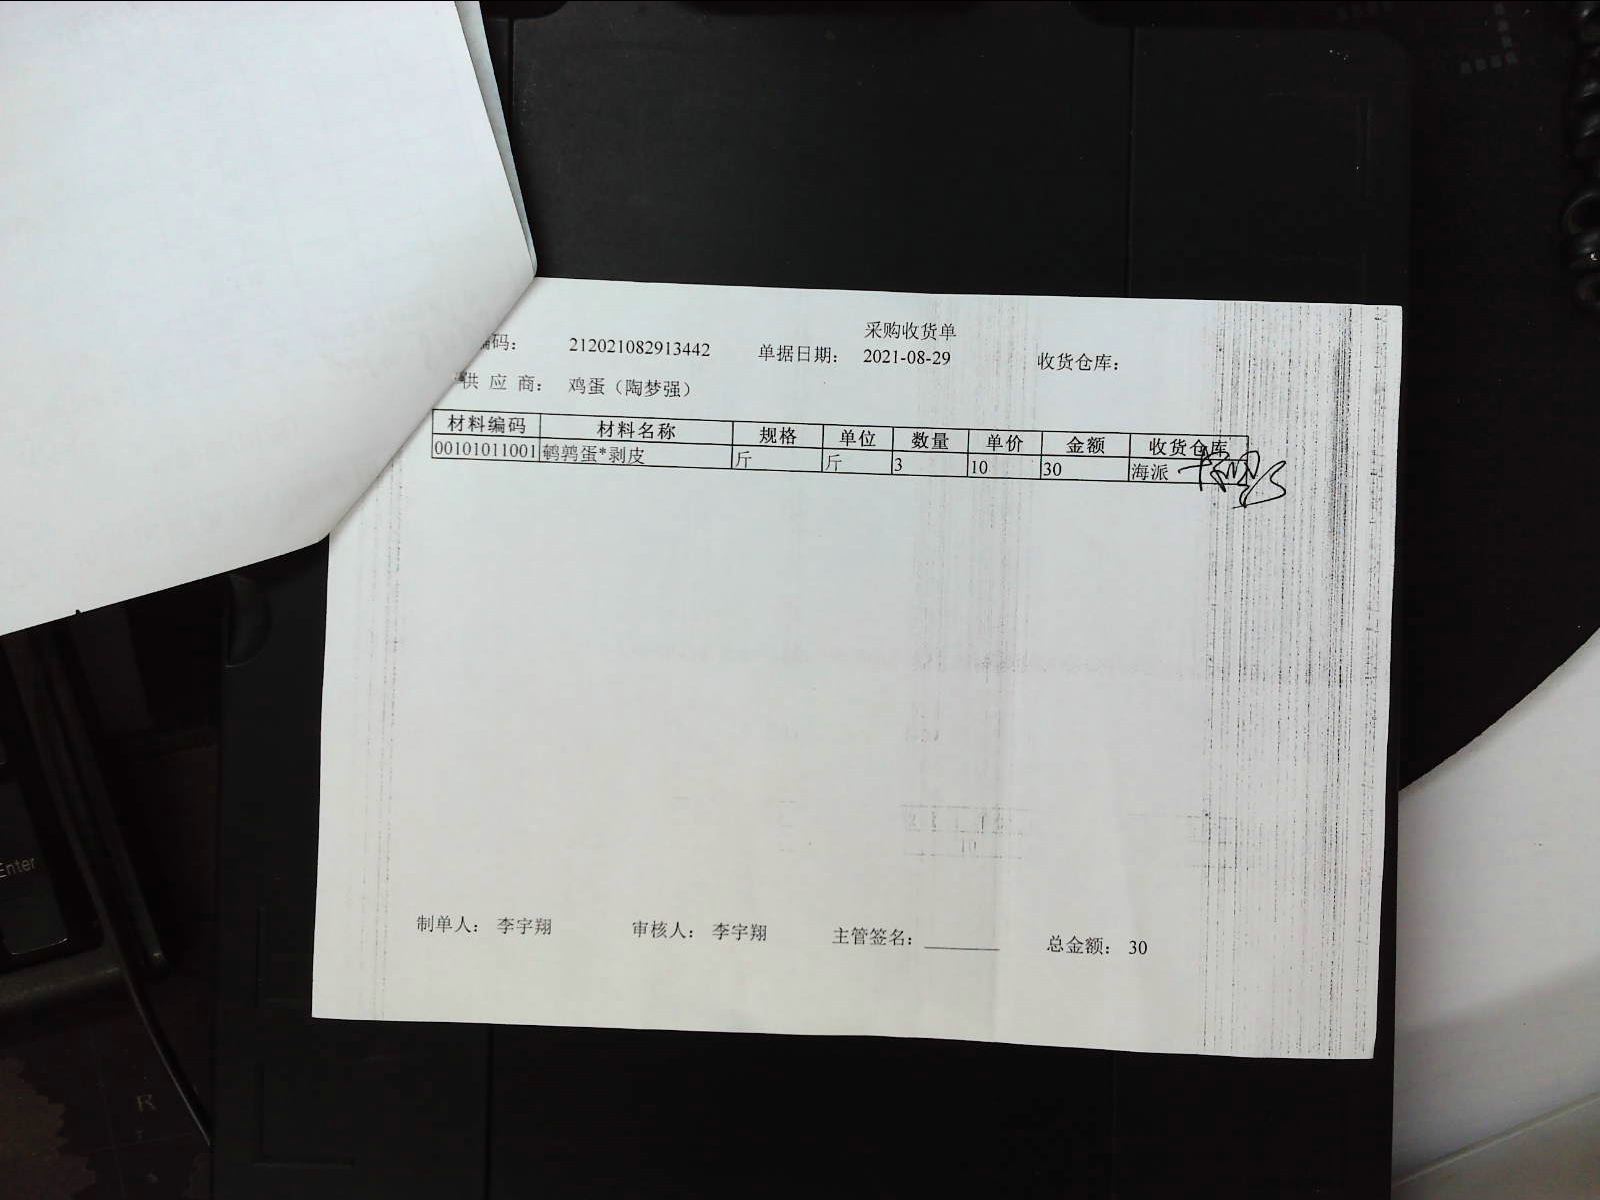 采购收货单
编码: 212021082913442 单据日期: 2021-08-29 收货仓库:
供 应 商: 鸡蛋（陶梦强）
材料编码 材料名称 规格 单位 数量 单价 金额 收货仓库
00101011001 鹌鹑蛋*剥皮 斤 斤 3 10 30 海派
制单人: 李宇翔 审核人: 李宇翔 主管签名: 总金额: 30
Enter
R